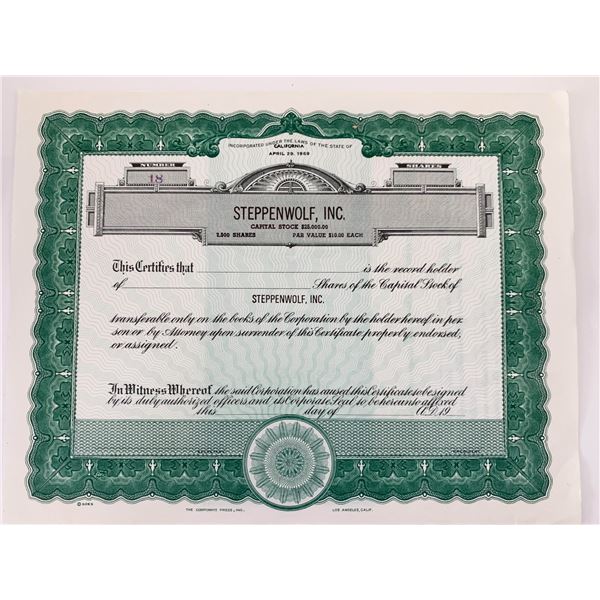 INCORPORATED UNDER THE LAWS OF THE STATE OF
CALIFORNIA
APRIL 29, 1969
NUMBER
SHARES
18
STEPPENWOLF, INC.
CAPITAL STOCK $25,000.00
2,500 SHARES PAR VALUE $10.00 EACH
This Certifies that is the record holder
of Shares of the Capital Stock of
STEPPENWOLF, INC.
transferable only on the books of the Corporation by the holder hereof in per
son or by Attorney upon surrender of this Certificate properly endorsed,
or assigned.
In Witness Whereof the said Corporation has caused this Certificate to be signed
by its duly authorized officers and its Corporate Seal to be hereunto affixed
this day of A.D. 19
THE CORPORATE PRESS, INC. LOS ANGELES, CALIF.